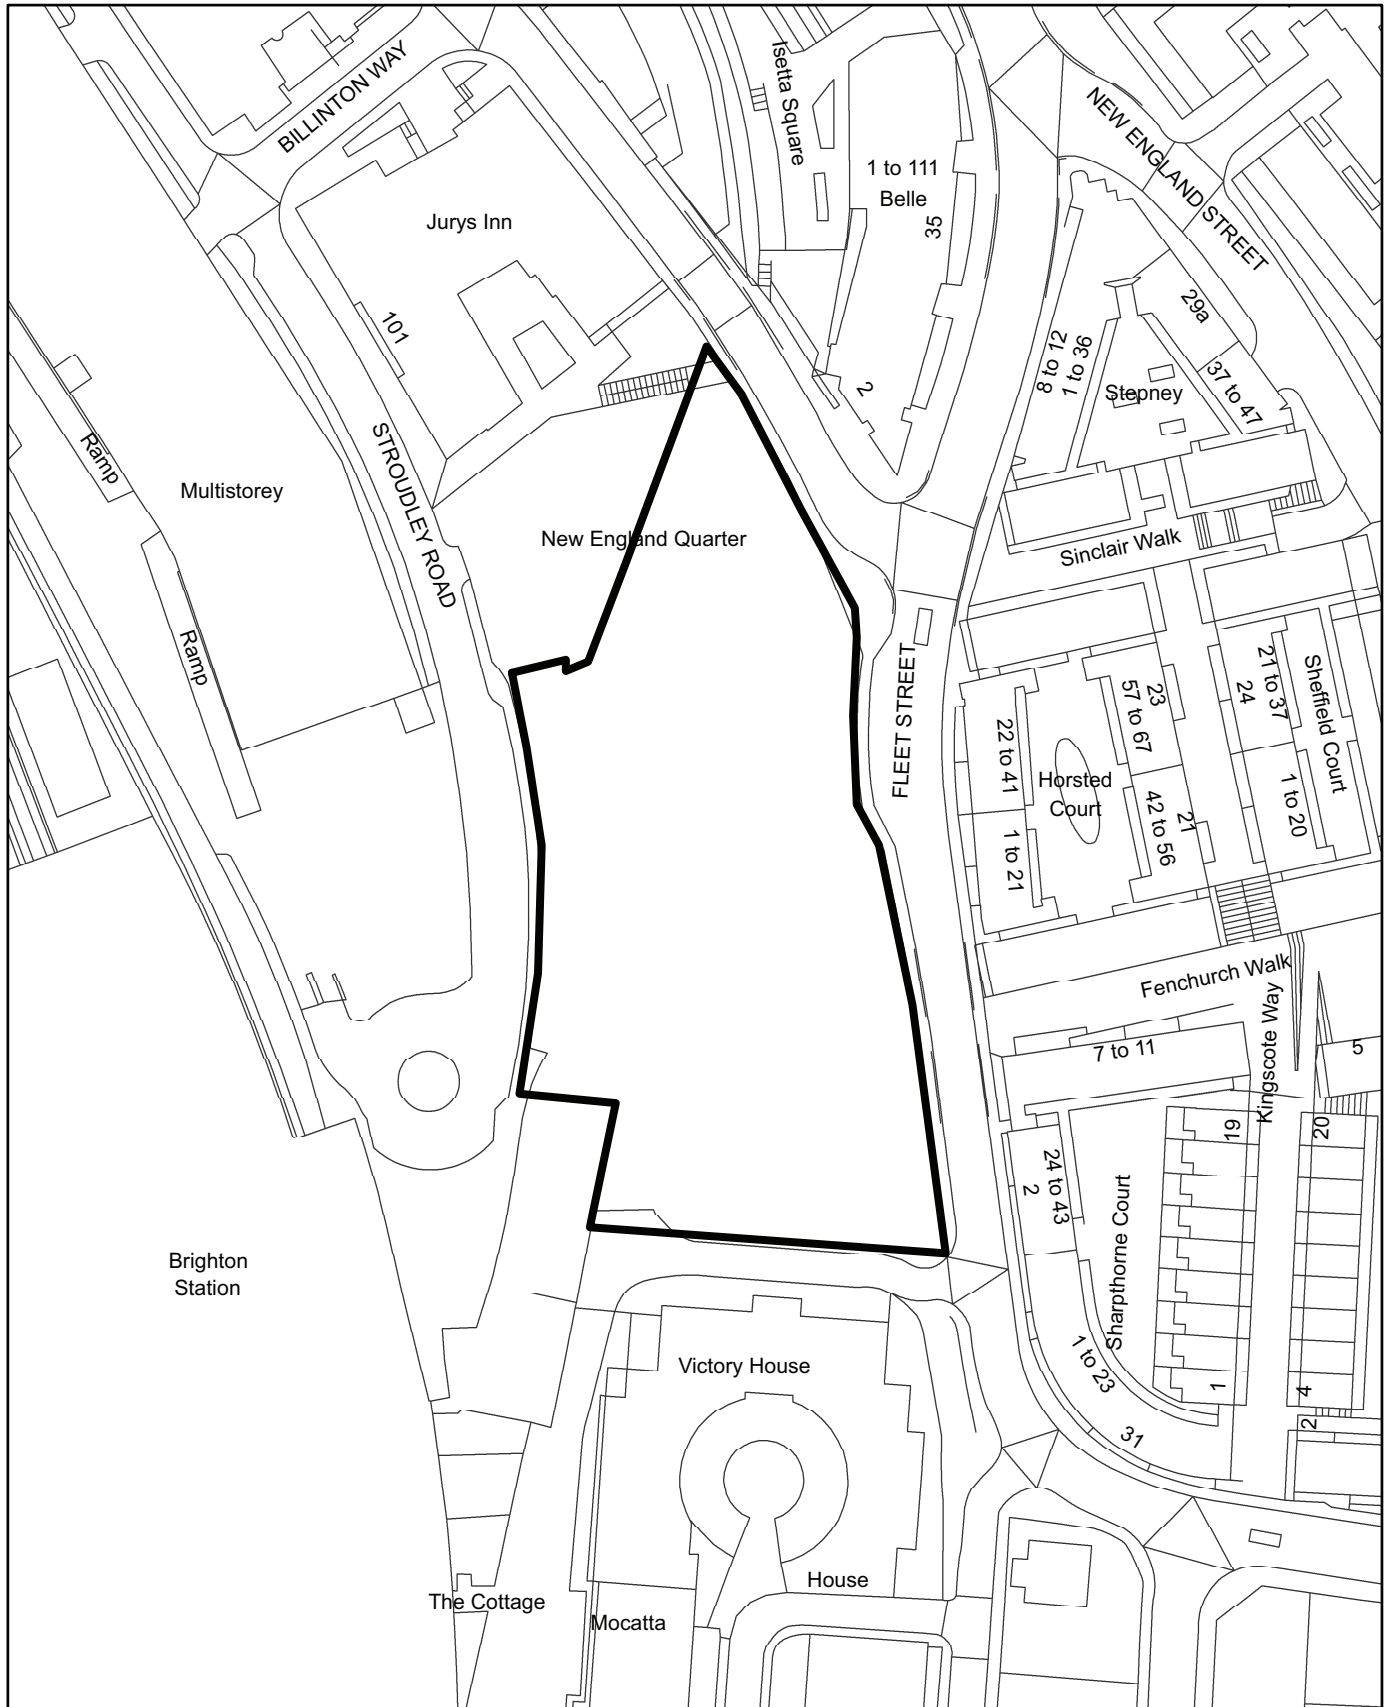 BILLINTON WAY
Isetta Square
NEW ENGLAND STREET
1 to 111
Belle
35
Jurys Inn
101
29a
8 to 12
1 to 36
37 to 47
Stepney
2
STROUDLEY ROAD
Ramp
Multistorey
New England Quarter
Sinclair Walk
Ramp
FLEET STREET
22 to 41
1 to 21
Horsted
Court
23
57 to 67
21
42 to 56
21 to 37
24
Sheffield Court
1 to 20
Fenchurch Walk
Kingscote Way
7 to 11
5
19
20
24 to 43
2
Sharpthorne Court
Brighton
Station
Victory House
1 to 23
1
4
2
31
House
The Cottage
Mocatta